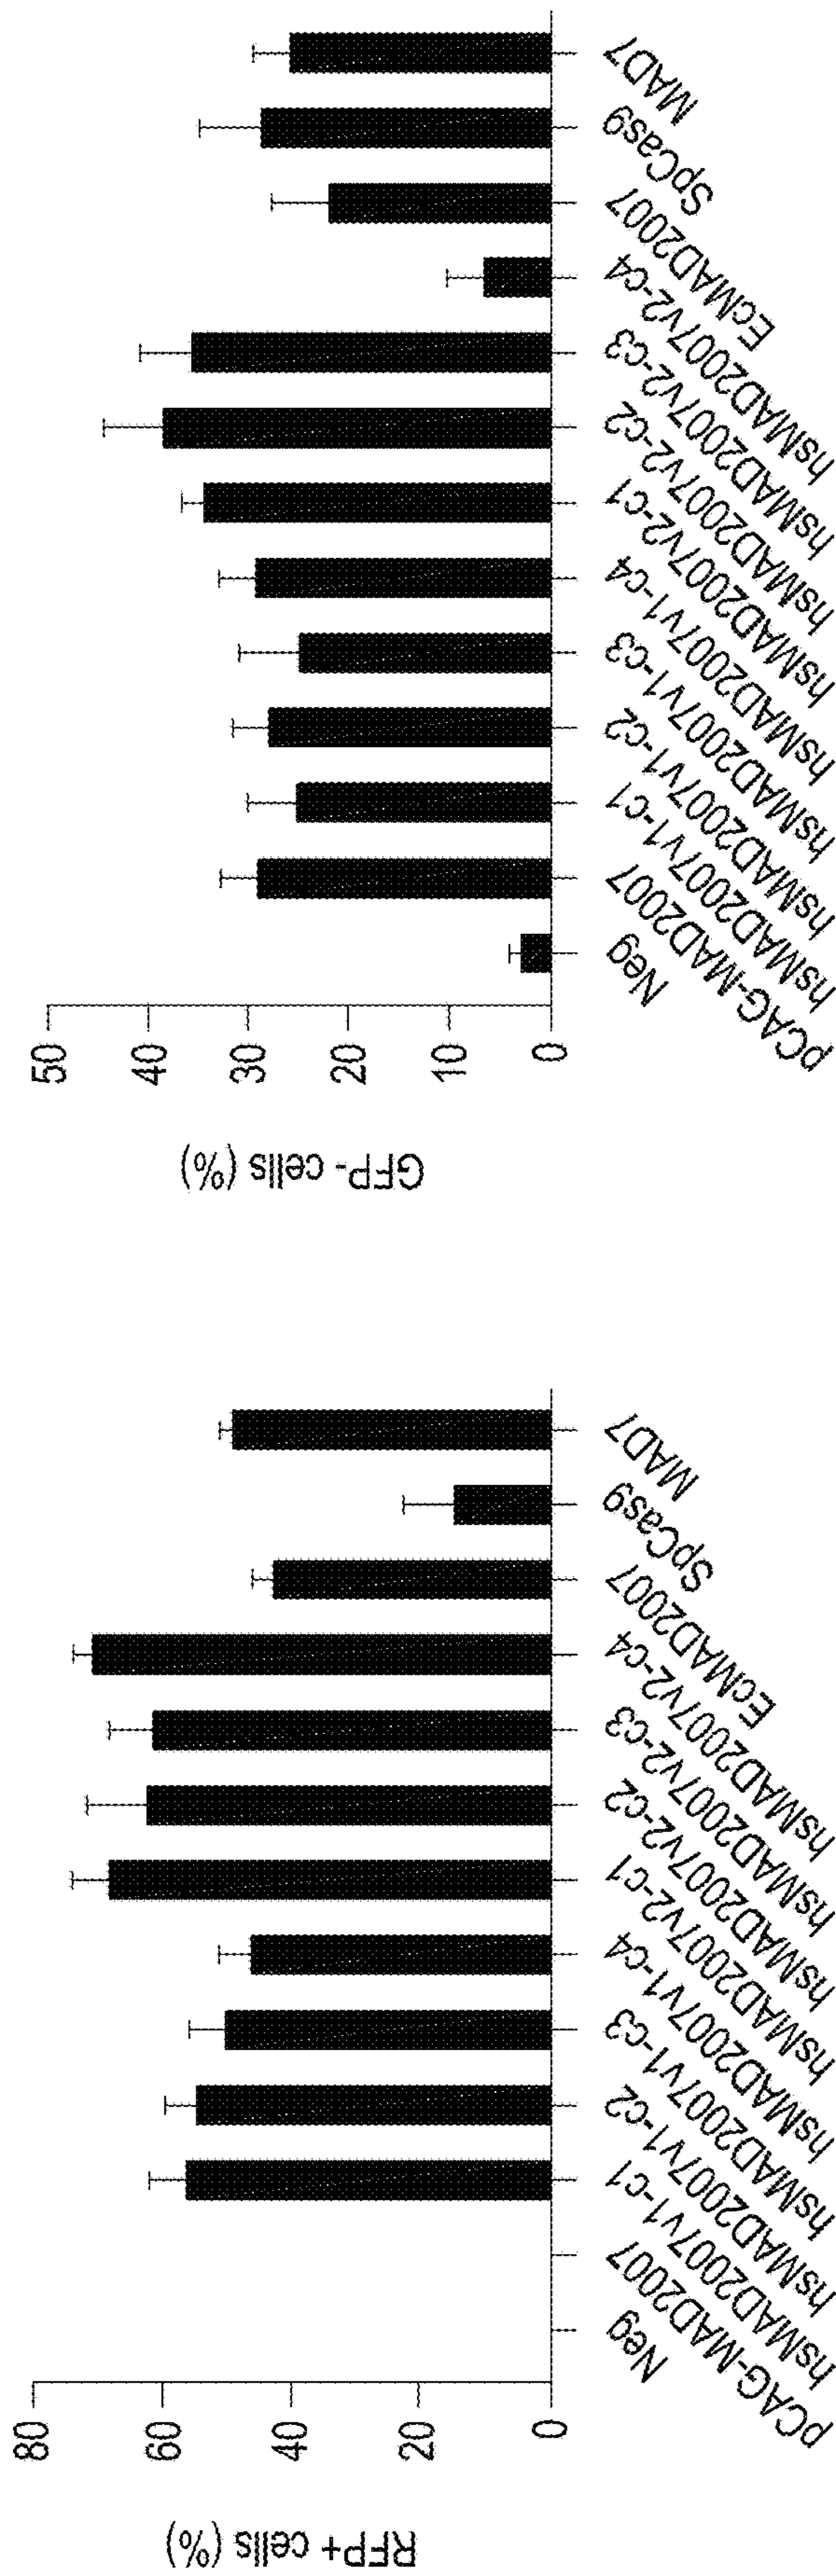 RFP+ cells (%)
80
60
40
20
0
Neg
pCAG-MAD2007
hsMAD2007v1-c1
hsMAD2007v1-c2
hsMAD2007v1-c3
hsMAD2007v1-c4
hsMAD2007v2-c1
hsMAD2007v2-c2
hsMAD2007v2-c3
hsMAD2007v2-c4
EcMAD2007
SpCas9
MAD7
GFP- cells (%)
50
40
30
20
10
0
Neg
pCAG-MAD2007
hsMAD2007v1-c1
hsMAD2007v1-c2
hsMAD2007v1-c3
hsMAD2007v1-c4
hsMAD2007v2-c1
hsMAD2007v2-c2
hsMAD2007v2-c3
hsMAD2007v2-c4
EcMAD2007
SpCas9
MAD7